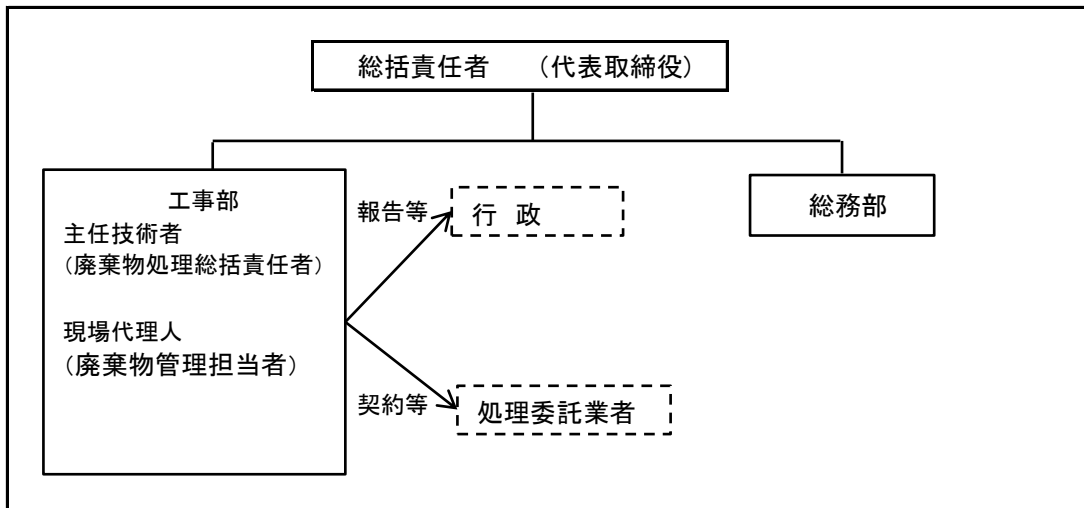 総括責任者　（代表取締役）
工事部
主任技術者
（廃棄物処理総括責任者）
現場代理人
（廃棄物管理担当者）
報告等
行 政
契約等
処理委託業者
総務部